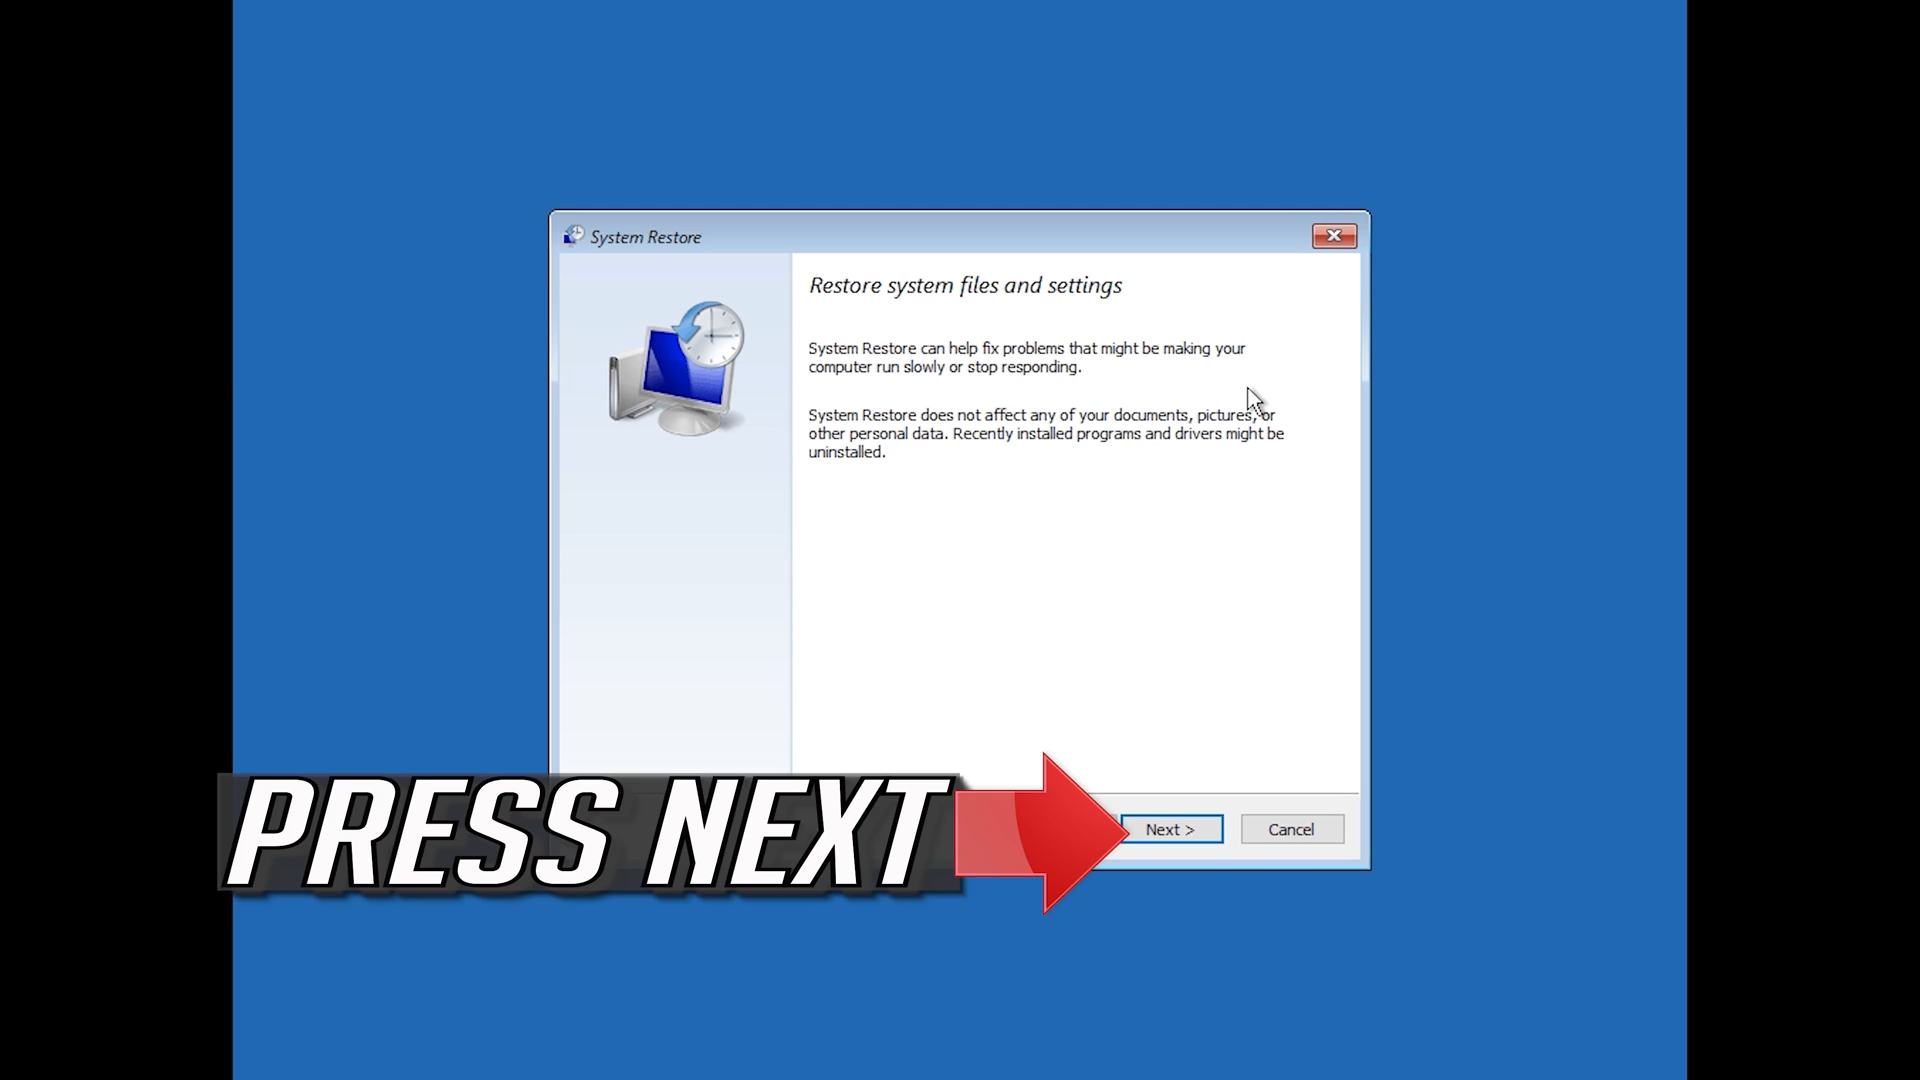 System Restore
Restore system files and settings
System Restore can help fix problems that might be making your
computer run slowly or stop responding.
System Restore does not affect any of your documents, pictures, or
other personal data. Recently installed programs and drivers might be
uninstalled.
PRESS NEXT
Next >
Cancel